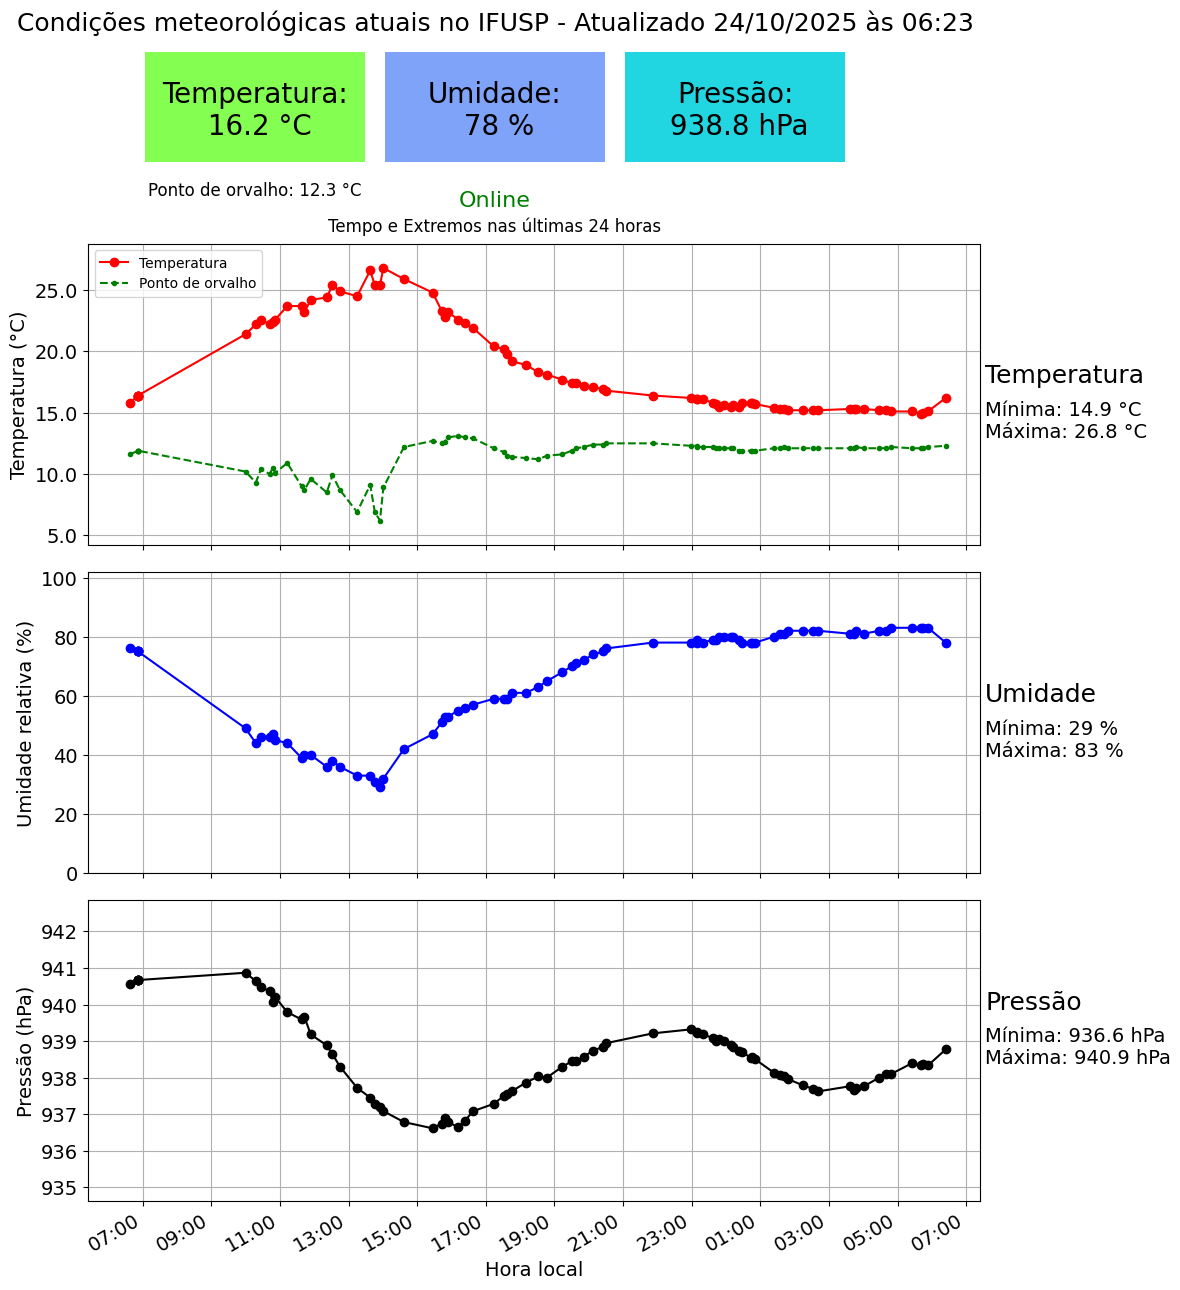 Condições meteorológicas atuais no IFUSP - Atualizado 24/10/2025 às 06:23
Temperatura:
16.2 °C
Umidade:
78 %
Pressão:
938.8 hPa
Ponto de orvalho: 12.3 °C
Online
Tempo e Extremos nas últimas 24 horas
Temperatura
Ponto de orvalho
Temperatura (°C)
25.0
20.0
15.0
10.0
5.0
Temperatura
Mínima: 14.9 °C
Máxima: 26.8 °C
Umidade relativa (%)
100
80
60
40
20
0
Umidade
Mínima: 29 %
Máxima: 83 %
Pressão (hPa)
942
941
940
939
938
937
936
935
Pressão
Mínima: 936.6 hPa
Máxima: 940.9 hPa
07:00 09:00 11:00 13:00 15:00 17:00 19:00 21:00 23:00 01:00 03:00 05:00 07:00
Hora local